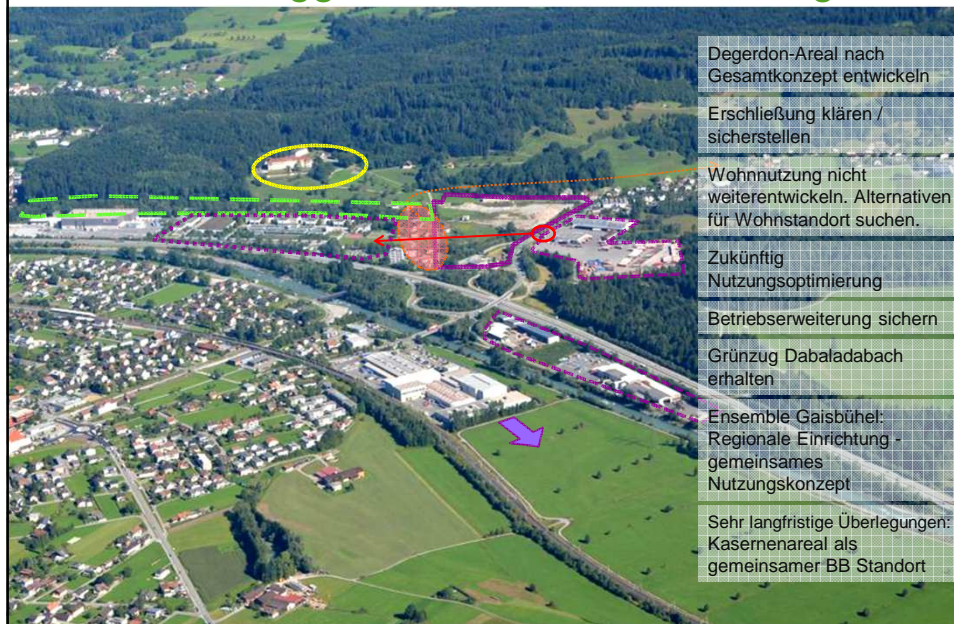 Degerdon-Areal nach
Gesamtkonzept entwickeln
Erschließung klären /
sicherstellen
Wohnnutzung nicht
weiterentwickeln. Alternativen
für Wohnstandort suchen.
Zukünftig
Nutzungsoptimierung
Betriebserweiterung sichern
Grünzug Dabaladabach
erhalten
Ensemble Gaisbühel:
Regionale Einrichtung -
gemeinsames
Nutzungskonzept
Sehr langfristige Überlegungen:
Kasernenareal als
gemeinsamer BB Standort